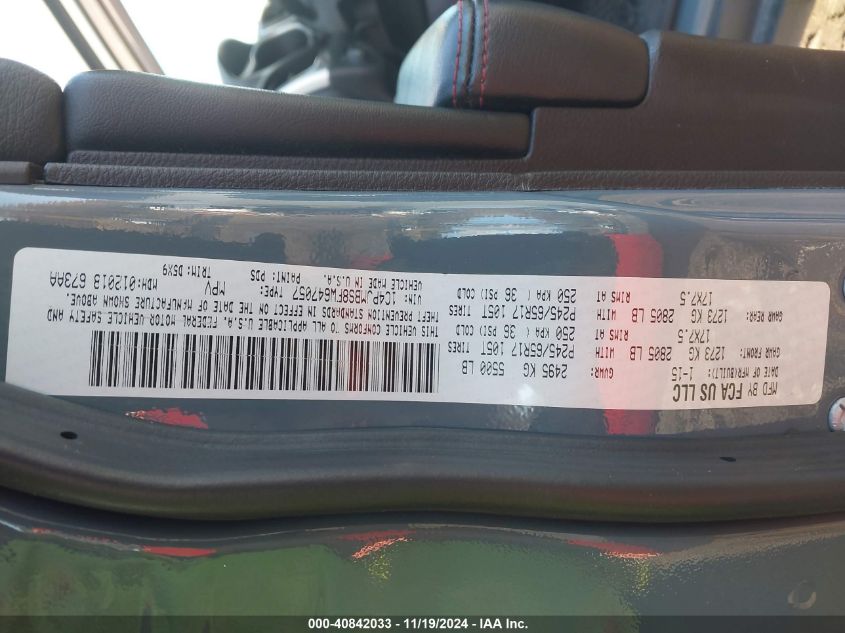 MFD BY FCA US LLC
DATE OF MFR(BUILT): 1-15 GVWR: 2495 KG 5500 LB
GAWR FRONT: 1273 KG 2805 LB WITH P245/65R17 105T TIRES
17X7.5 RIMS AT 250 KPA ( 36 PSI) COLD
GAWR REAR: 1273 KG 2805 LB WITH P245/65R17 105T TIRES
17X7.5 RIMS AT 250 KPA ( 36 PSI) COLD
THIS VEHICLE CONFORMS TO ALL APPLICABLE U.S.A. FEDERAL MOTOR VEHICLE SAFETY AND
THEFT PREVENTION STANDARDS IN EFFECT ON THE DATE OF MANUFACTURE SHOWN ABOVE.
VIN: 1C4PJMBS8FW647057 TYPE: MPV MDH:012013 673AA
VEHICLE MADE IN U.S.A. PAINT: PDS TRIM: D5X9
000-40842033 - 11/19/2024 - IAA Inc.